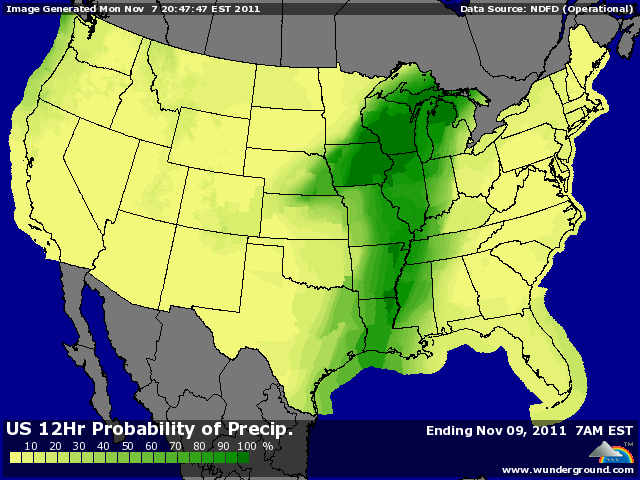 Image Generated Mon Nov 7 20:47:47 EST 2011 Data Source: NDFD (Operational)
US 12Hr Probability of Precip. Ending Nov 09, 2011 7AM EST
10 20 30 40 50 60 70 80 90 100 %
TM
www.wunderground.com